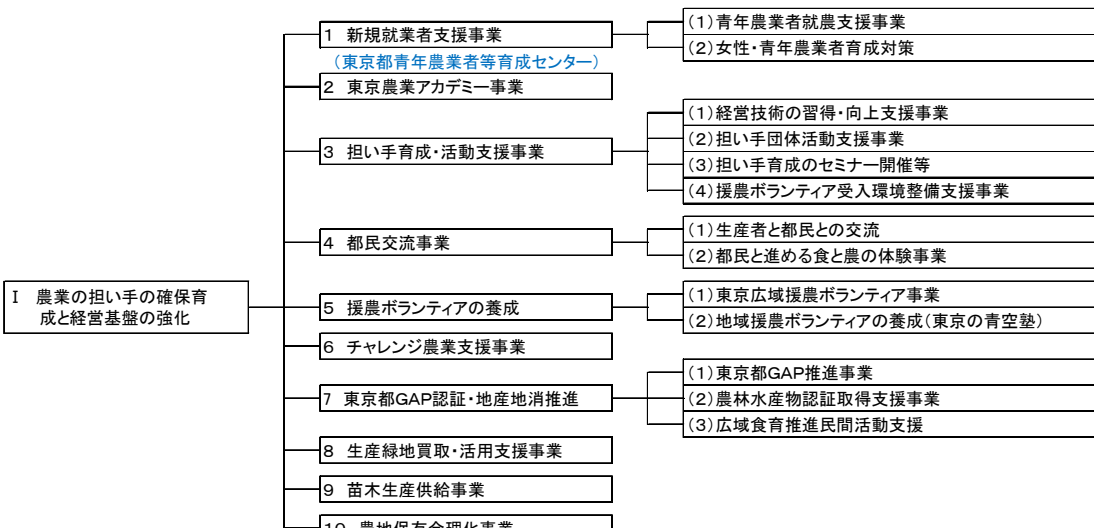 Ⅰ 農業の担い手の確保育
成と経営基盤の強化
1 新規就業者支援事業
(東京都青年農業者等育成センター)
(1)青年農業者就農支援事業
(2)女性・青年農業者育成対策
2 東京農業アカデミー事業
3 担い手育成・活動支援事業
(1)経営技術の習得・向上支援事業
(2)担い手団体活動支援事業
(3)担い手育成のセミナー開催等
(4)援農ボランティア受入環境整備支援事業
4 都民交流事業
(1)生産者と都民との交流
(2)都民と進める食と農の体験事業
5 援農ボランティアの養成
(1)東京広域援農ボランティア事業
(2)地域援農ボランティアの養成(東京の青空塾)
6 チャレンジ農業支援事業
7 東京都GAP認証・地産地消推進
(1)東京都GAP推進事業
(2)農林水産物認証取得支援事業
(3)広域食育推進民間活動支援
8 生産緑地買取・活用支援事業
9 苗木生産供給事業
10 農地保有合理化事業